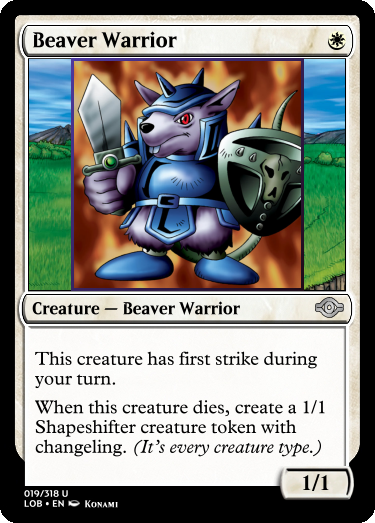 Beaver Warrior
Creature — Beaver Warrior
This creature has first strike during
your turn.
When this creature dies, create a 1/1
Shapeshifter creature token with
changeling. (It's every creature type.)
1/1
019/318 U
LOB • EN Konami